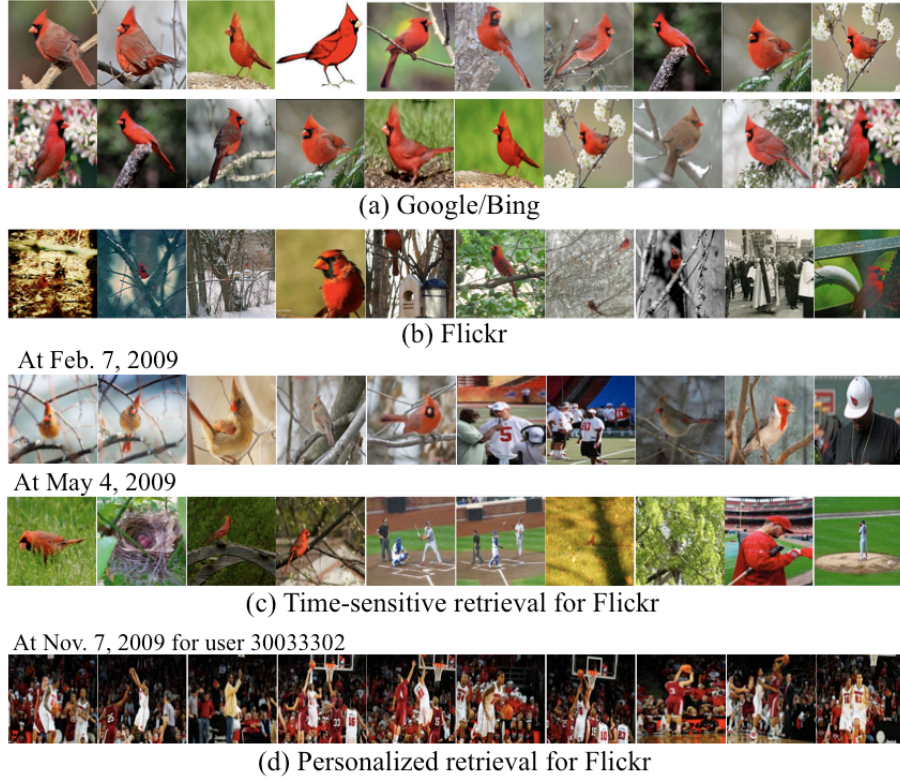 (a) Google/Bing
(b) Flickr
At Feb. 7, 2009
5
At May 4, 2009
(c) Time-sensitive retrieval for Flickr
At Nov. 7, 2009 for user 30033302
(d) Personalized retrieval for Flickr